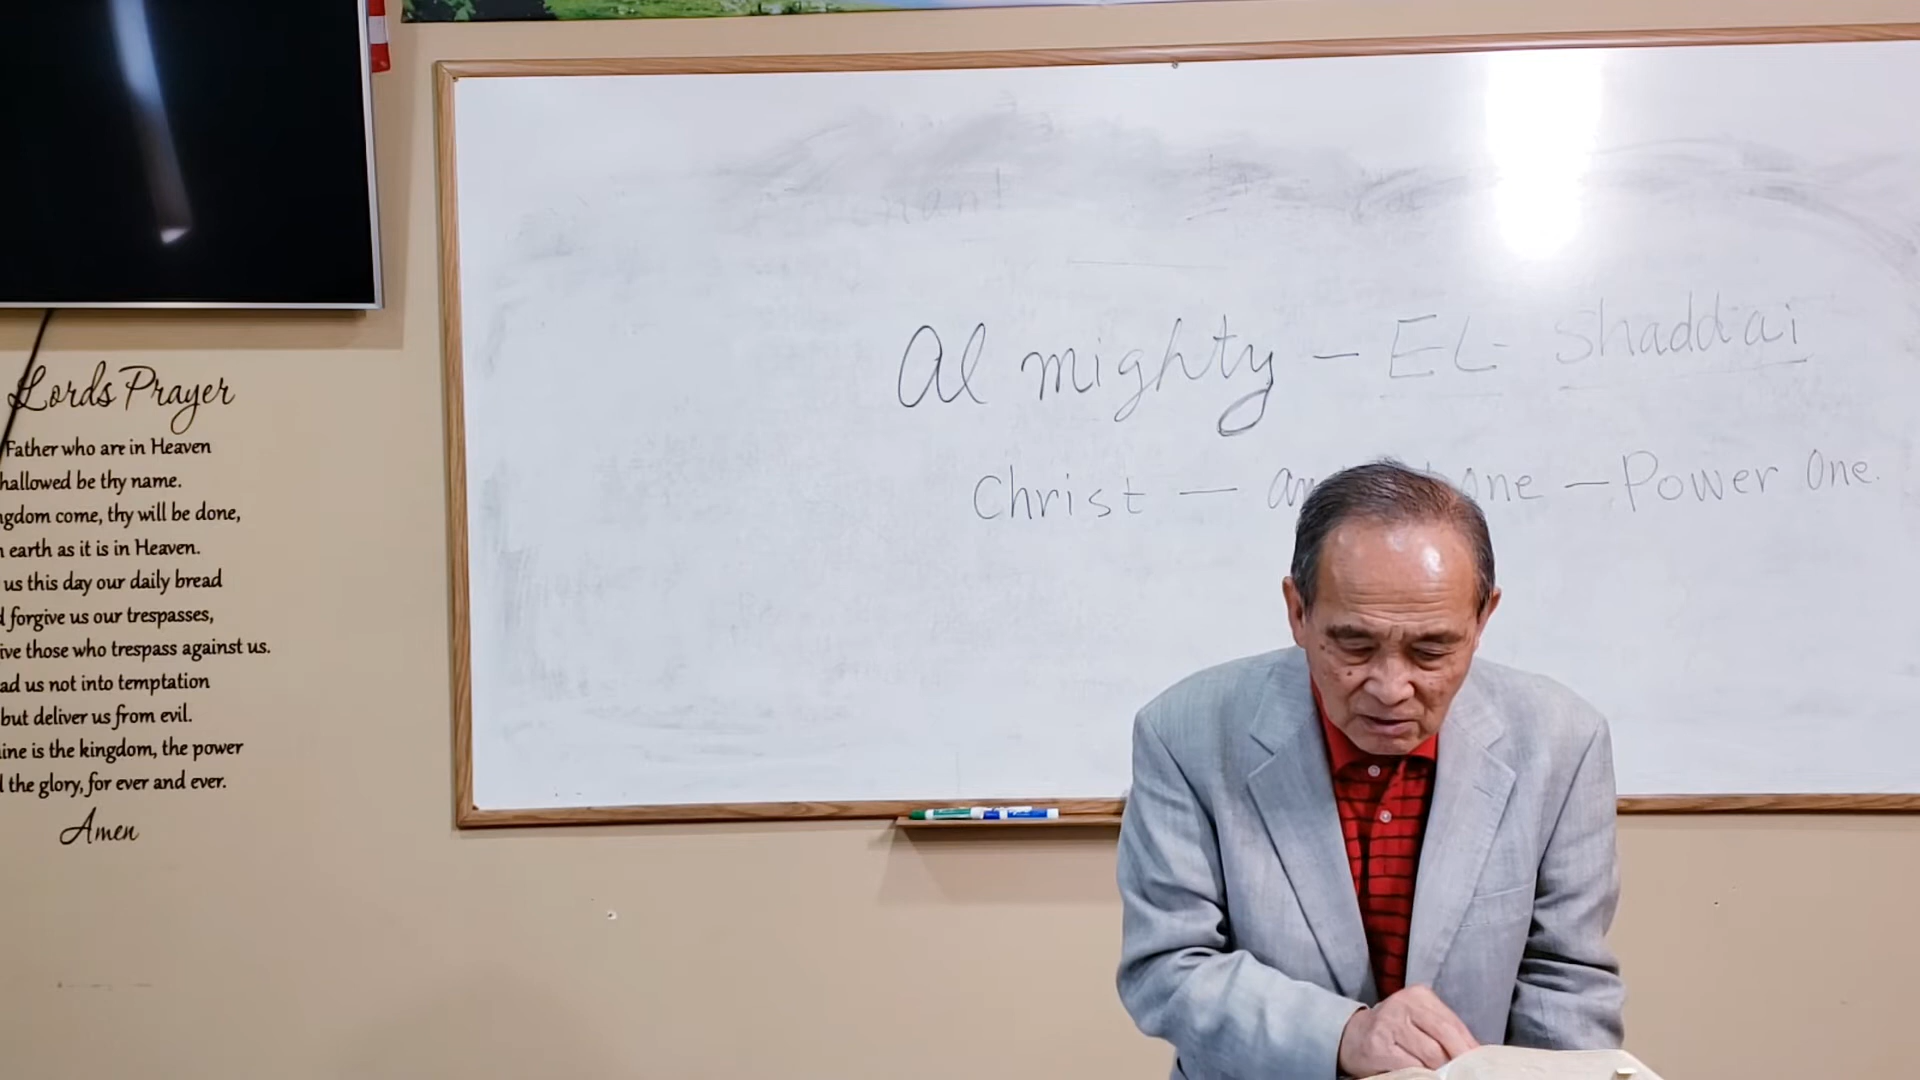 Lords Prayer
Father who are in Heaven
hallowed be thy name.
ngdom come, thy will be done,
n earth as it is in Heaven.
us this day our daily bread
d forgive us our trespasses,
ive those who trespass against us.
ad us not into temptation
but deliver us from evil.
ine is the kingdom, the power
d the glory, for ever and ever.
Amen
Al mighty – EL- Shaddai
Christ — one – Power One.